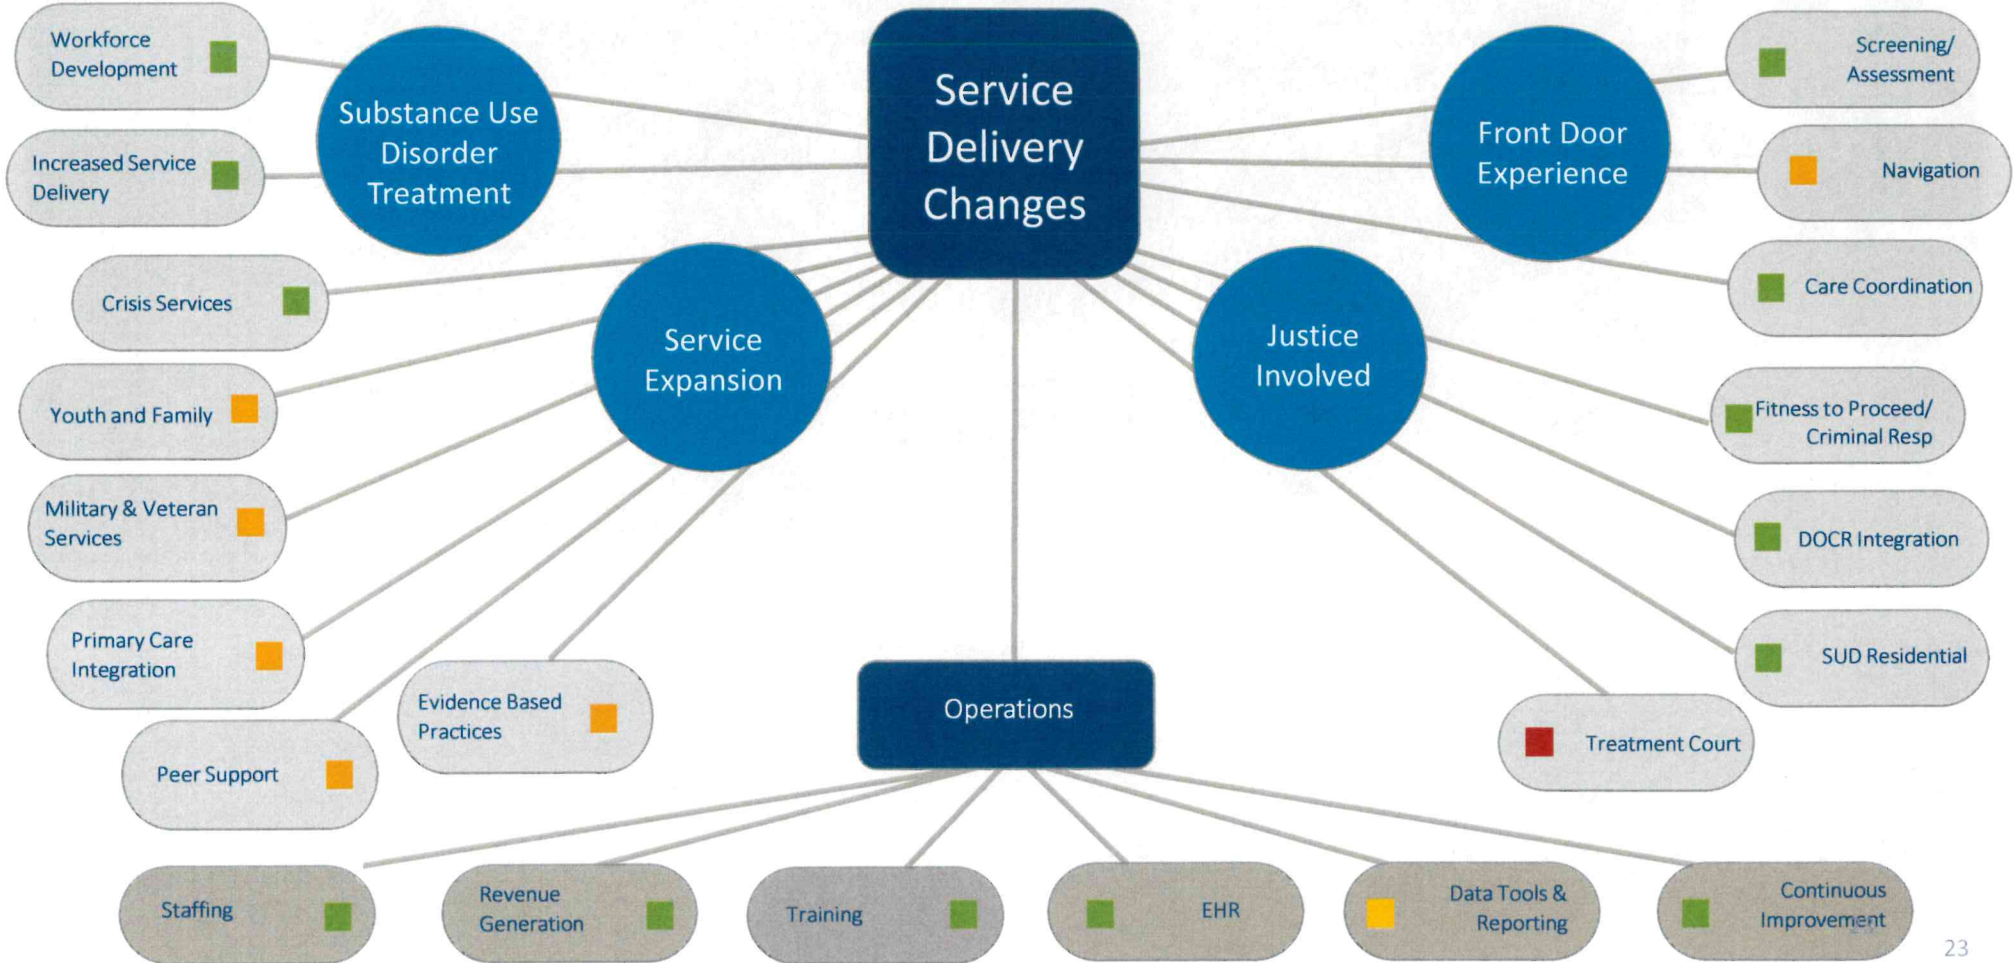 Service
Delivery
Changes
Workforce
Development
Increased Service
Delivery
Substance Use
Disorder
Treatment
Crisis Services
Youth and Family
Military & Veteran
Services
Primary Care
Integration
Peer Support
Evidence Based
Practices
Service
Expansion
Front Door
Experience
Screening/
Assessment
Navigation
Care Coordination
Justice
Involved
Fitness to Proceed/
Criminal Resp
DOCR Integration
SUD Residential
Treatment Court
Operations
Staffing
Revenue
Generation
Training
EHR
Data Tools &
Reporting
Continuous
Improvement
23